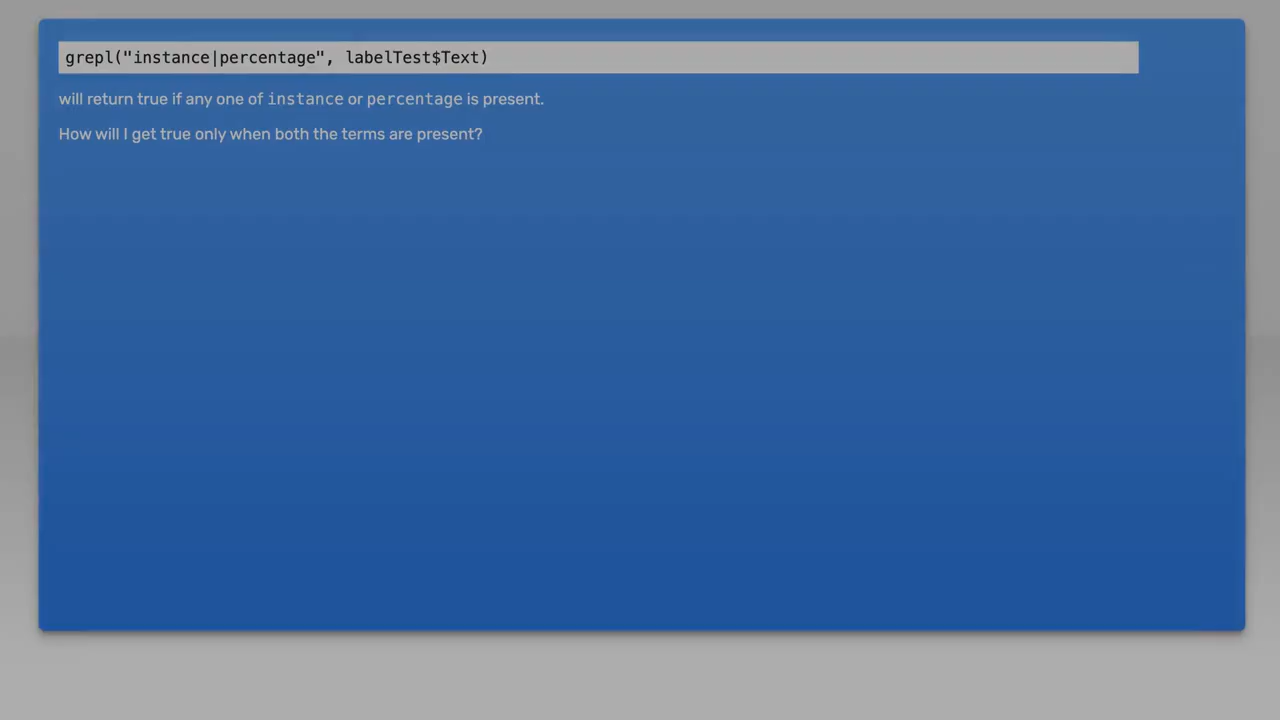 grepl("instance|percentage", labelTest$Text)
will return true if any one of instance or percentage is present.
How will I get true only when both the terms are present?